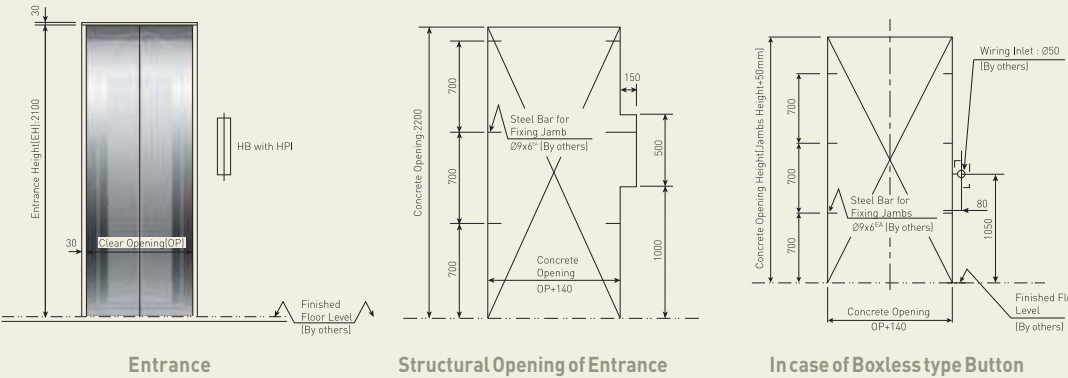 30
Entrance Height(EH):2100
HB with HPI
30
Clear Opening(OP)
Finished
Floor Level
(By others)
Entrance
Concrete Opening:2200
700
700
700
150
500
1000
Steel Bar for
Fixing Jamb
Ø9x6EA (By others)
Concrete
Opening
OP+140
Structural Opening of Entrance
Concrete Opening Height(Jambs Height+50mm)
700
700
700
Wiring Inlet : Ø50
(By others)
Steel Bar for
Fixing Jambs
Ø9x6EA (By others)
80
1050
Concrete Opening
OP+140
Finished Flo
Level
(By others)
In case of Boxless type Button